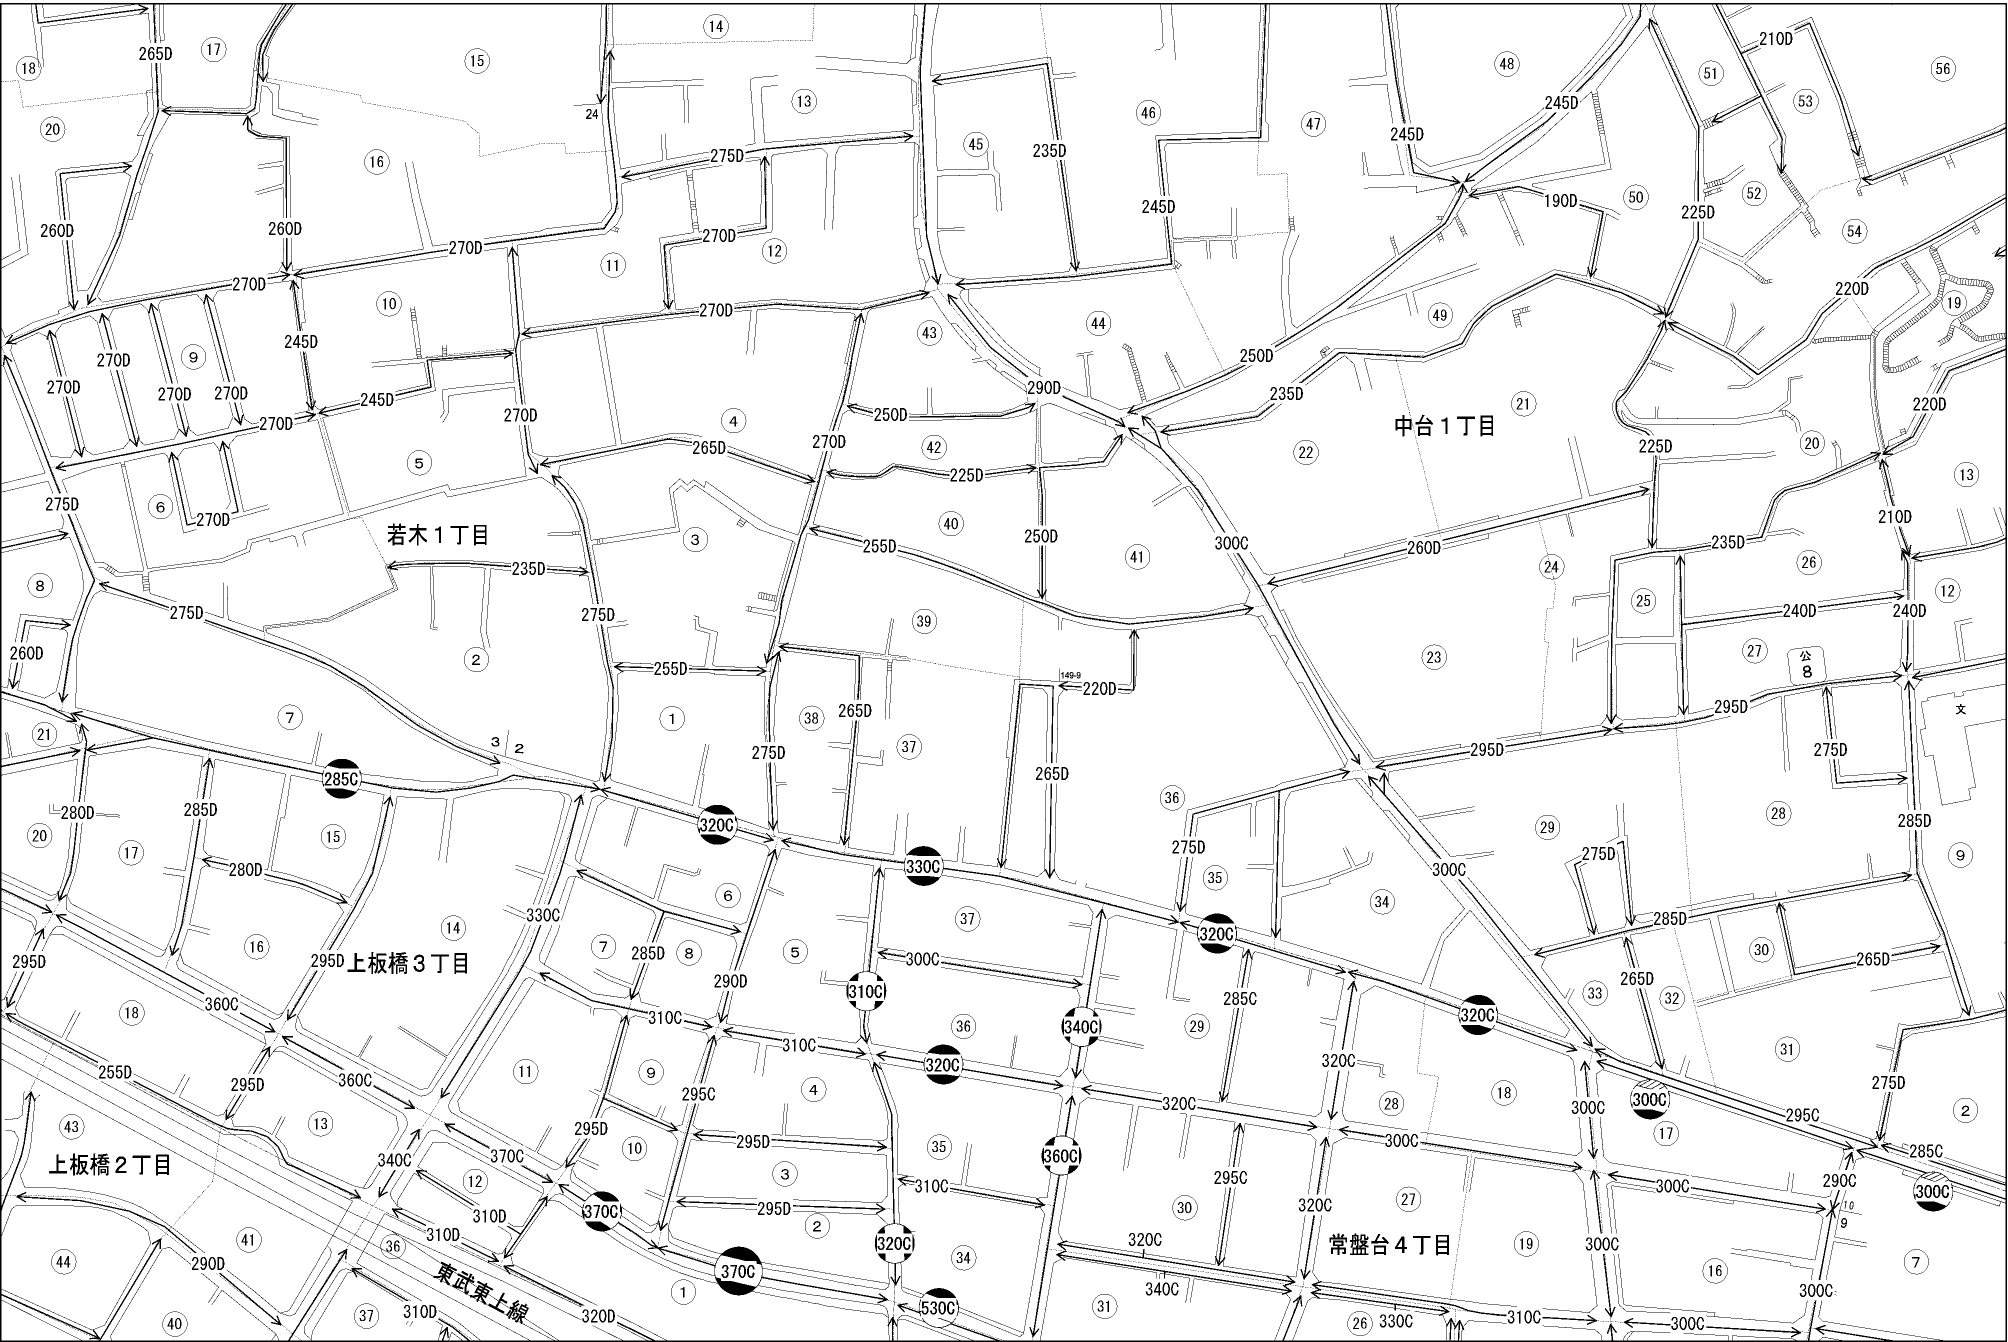 14
17
15
18
265D
210D
48
51
56
13
53
24
46
245D
20
47
45
275D
235D
245D
16
52
50
190D
245D
225D
54
260D
260D
270D
12
270D
11
270D
220D
19
10
270D
43
44
49
245D
9
250D
270D
270D
270D
270D
290D
235D
245D
21
220D
250D
270D
270D
4
中台1丁目
270D
265D
42
22
225D
20
5
225D
13
275D
6
270D
40
210D
若木1丁目
3
255D
250D
300C
260D
235D
41
24
26
8
235D
25
12
275D
275D
240D
240D
39
260D
2
255D
23
27
公
8
149-9
220D
7
1
38
265D
295D
文
21
3 2
37
275D
295D
275D
285C
265D
36
280D
285D
28
20
15
320C
29
285D
17
275D
275D
9
280D
330C
300C
35
6
330C
34
37
285D
14
320C
16
7
8
5
30
295D
上板橋3丁目
285D
300C
265D
295D
290D
265D
310C
33
32
285C
360C
18
310C
36
340C
29
320C
310C
31
320C
320C
255D
360C
11
9
295D
4
275D
295C
18
300C
320C
28
300C
295C
2
13
17
43
295D
35
300C
10
295D
370C
340C
285C
上板橋2丁目
360C
3
12
295C
290C
310C
300C
27
295D
30
370C
2
320C
10
9
310D
310D
41
36
320C
320C
常盤台4丁目
19
300C
34
44
290D
7
370C
16
東武東上線
340C
1
300C
31
530C
37
310D
320D
310C
330C
26
300C
40